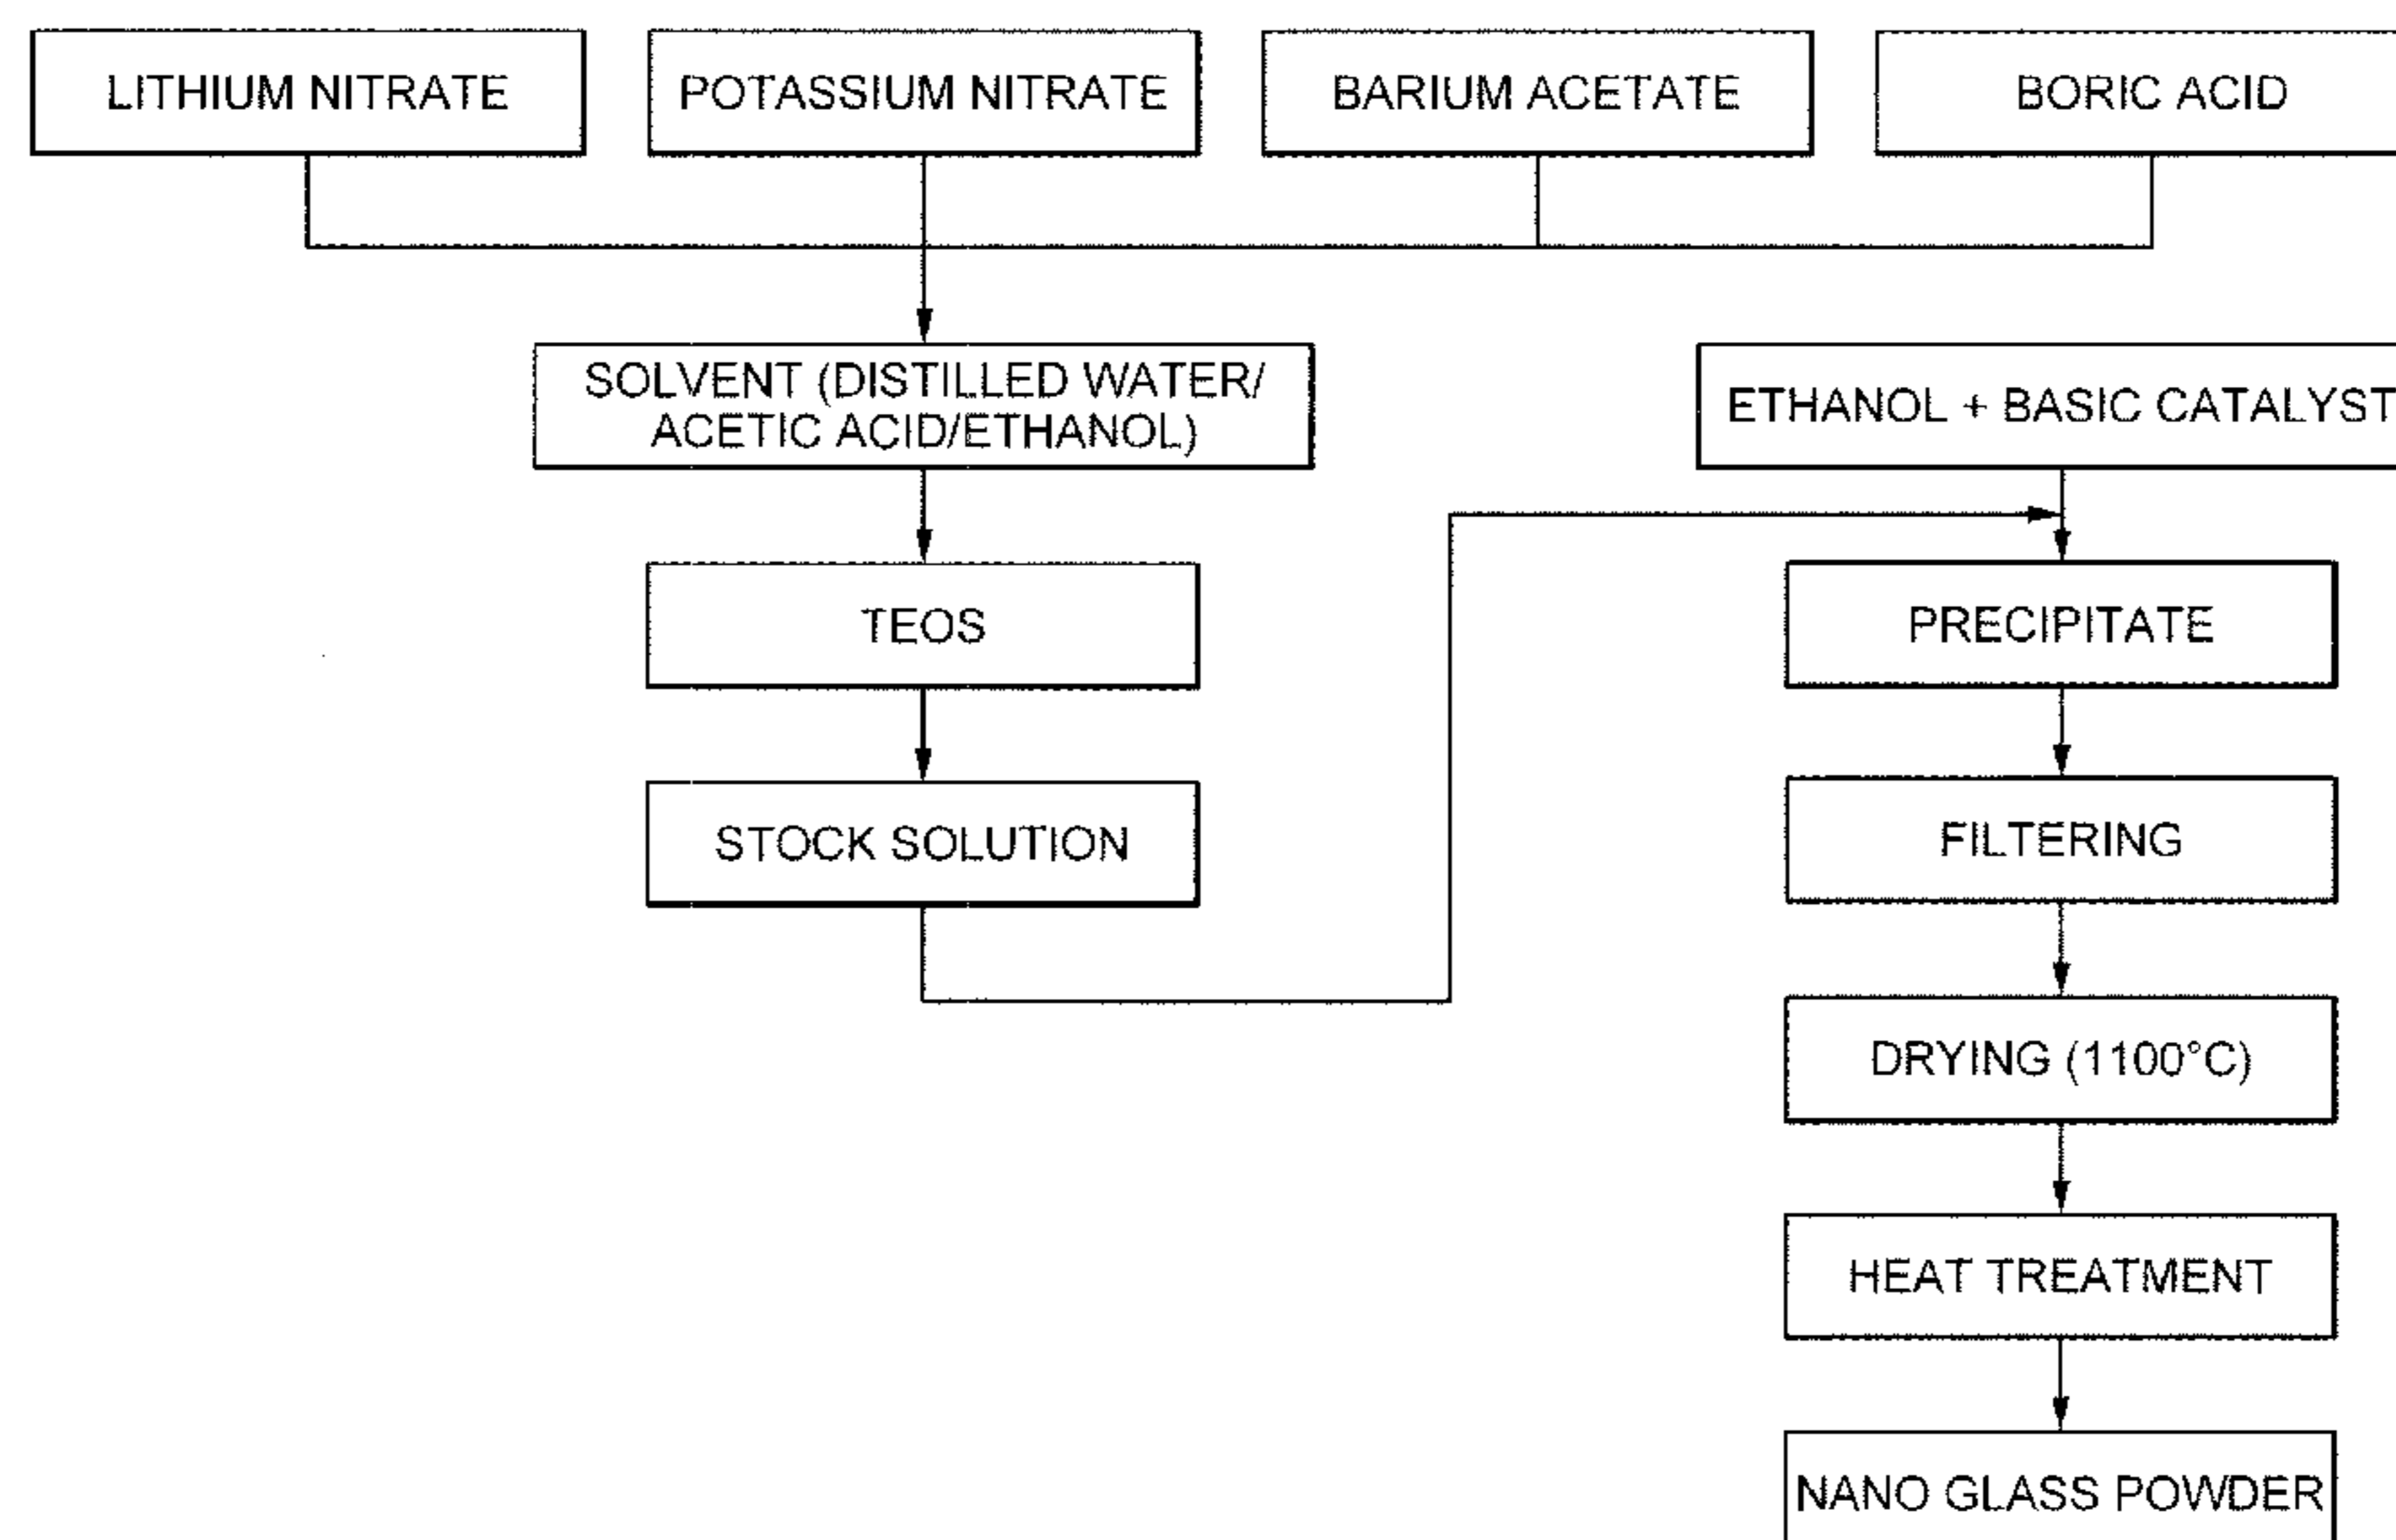 LITHIUM NITRATE
POTASSIUM NITRATE
BARIUM ACETATE
BORIC ACID
SOLVENT (DISTILLED WATER/
ACETIC ACID/ETHANOL)
TEOS
STOCK SOLUTION
ETHANOL + BASIC CATALYST
PRECIPITATE
FILTERING
DRYING (1100°C)
HEAT TREATMENT
NANO GLASS POWDER